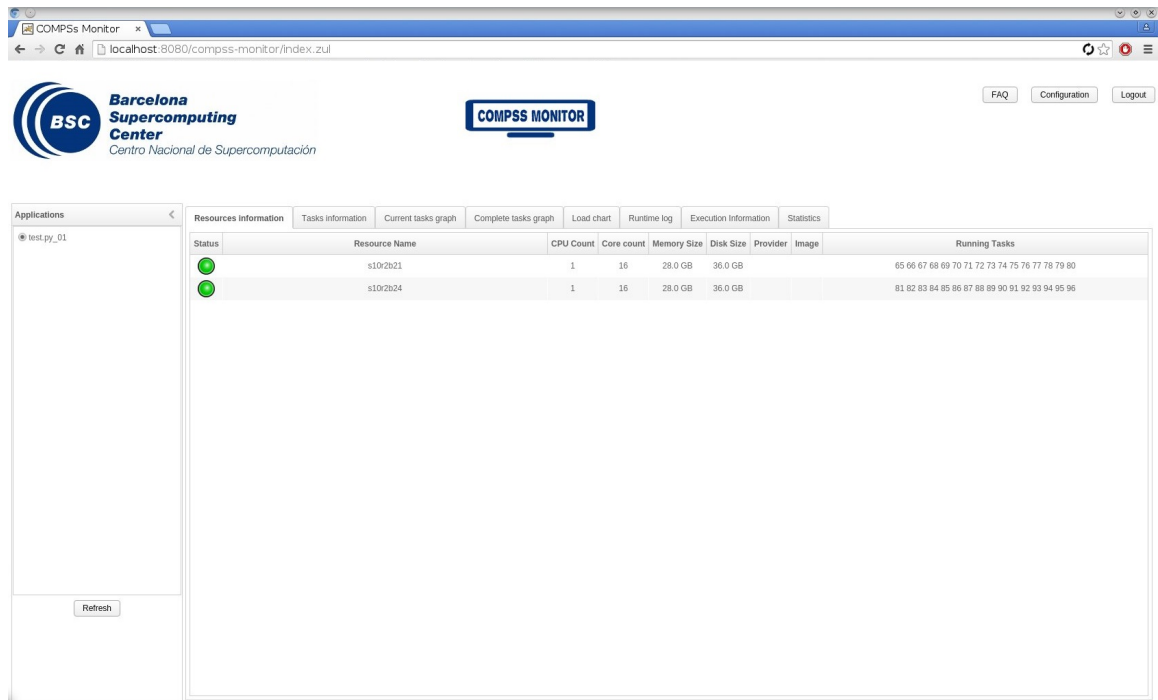 COMPSs Monitor
localhost:8080/compss-monitor/index.zul
BSC
Barcelona
Supercomputing
Center
Centro Nacional de Supercomputación
COMPSS MONITOR
FAQ Configuration Logout
Applications
test.py_01
Refresh
Resources information Tasks information Current tasks graph Complete tasks graph Load chart Runtime log Execution Information Statistics
Status Resource Name CPU Count Core count Memory Size Disk Size Provider Image Running Tasks
s10r2b21 1 16 28.0 GB 36.0 GB 65 66 67 68 69 70 71 72 73 74 75 76 77 78 79 80
s10r2b24 1 16 28.0 GB 36.0 GB 81 82 83 84 85 86 87 88 89 90 91 92 93 94 95 96